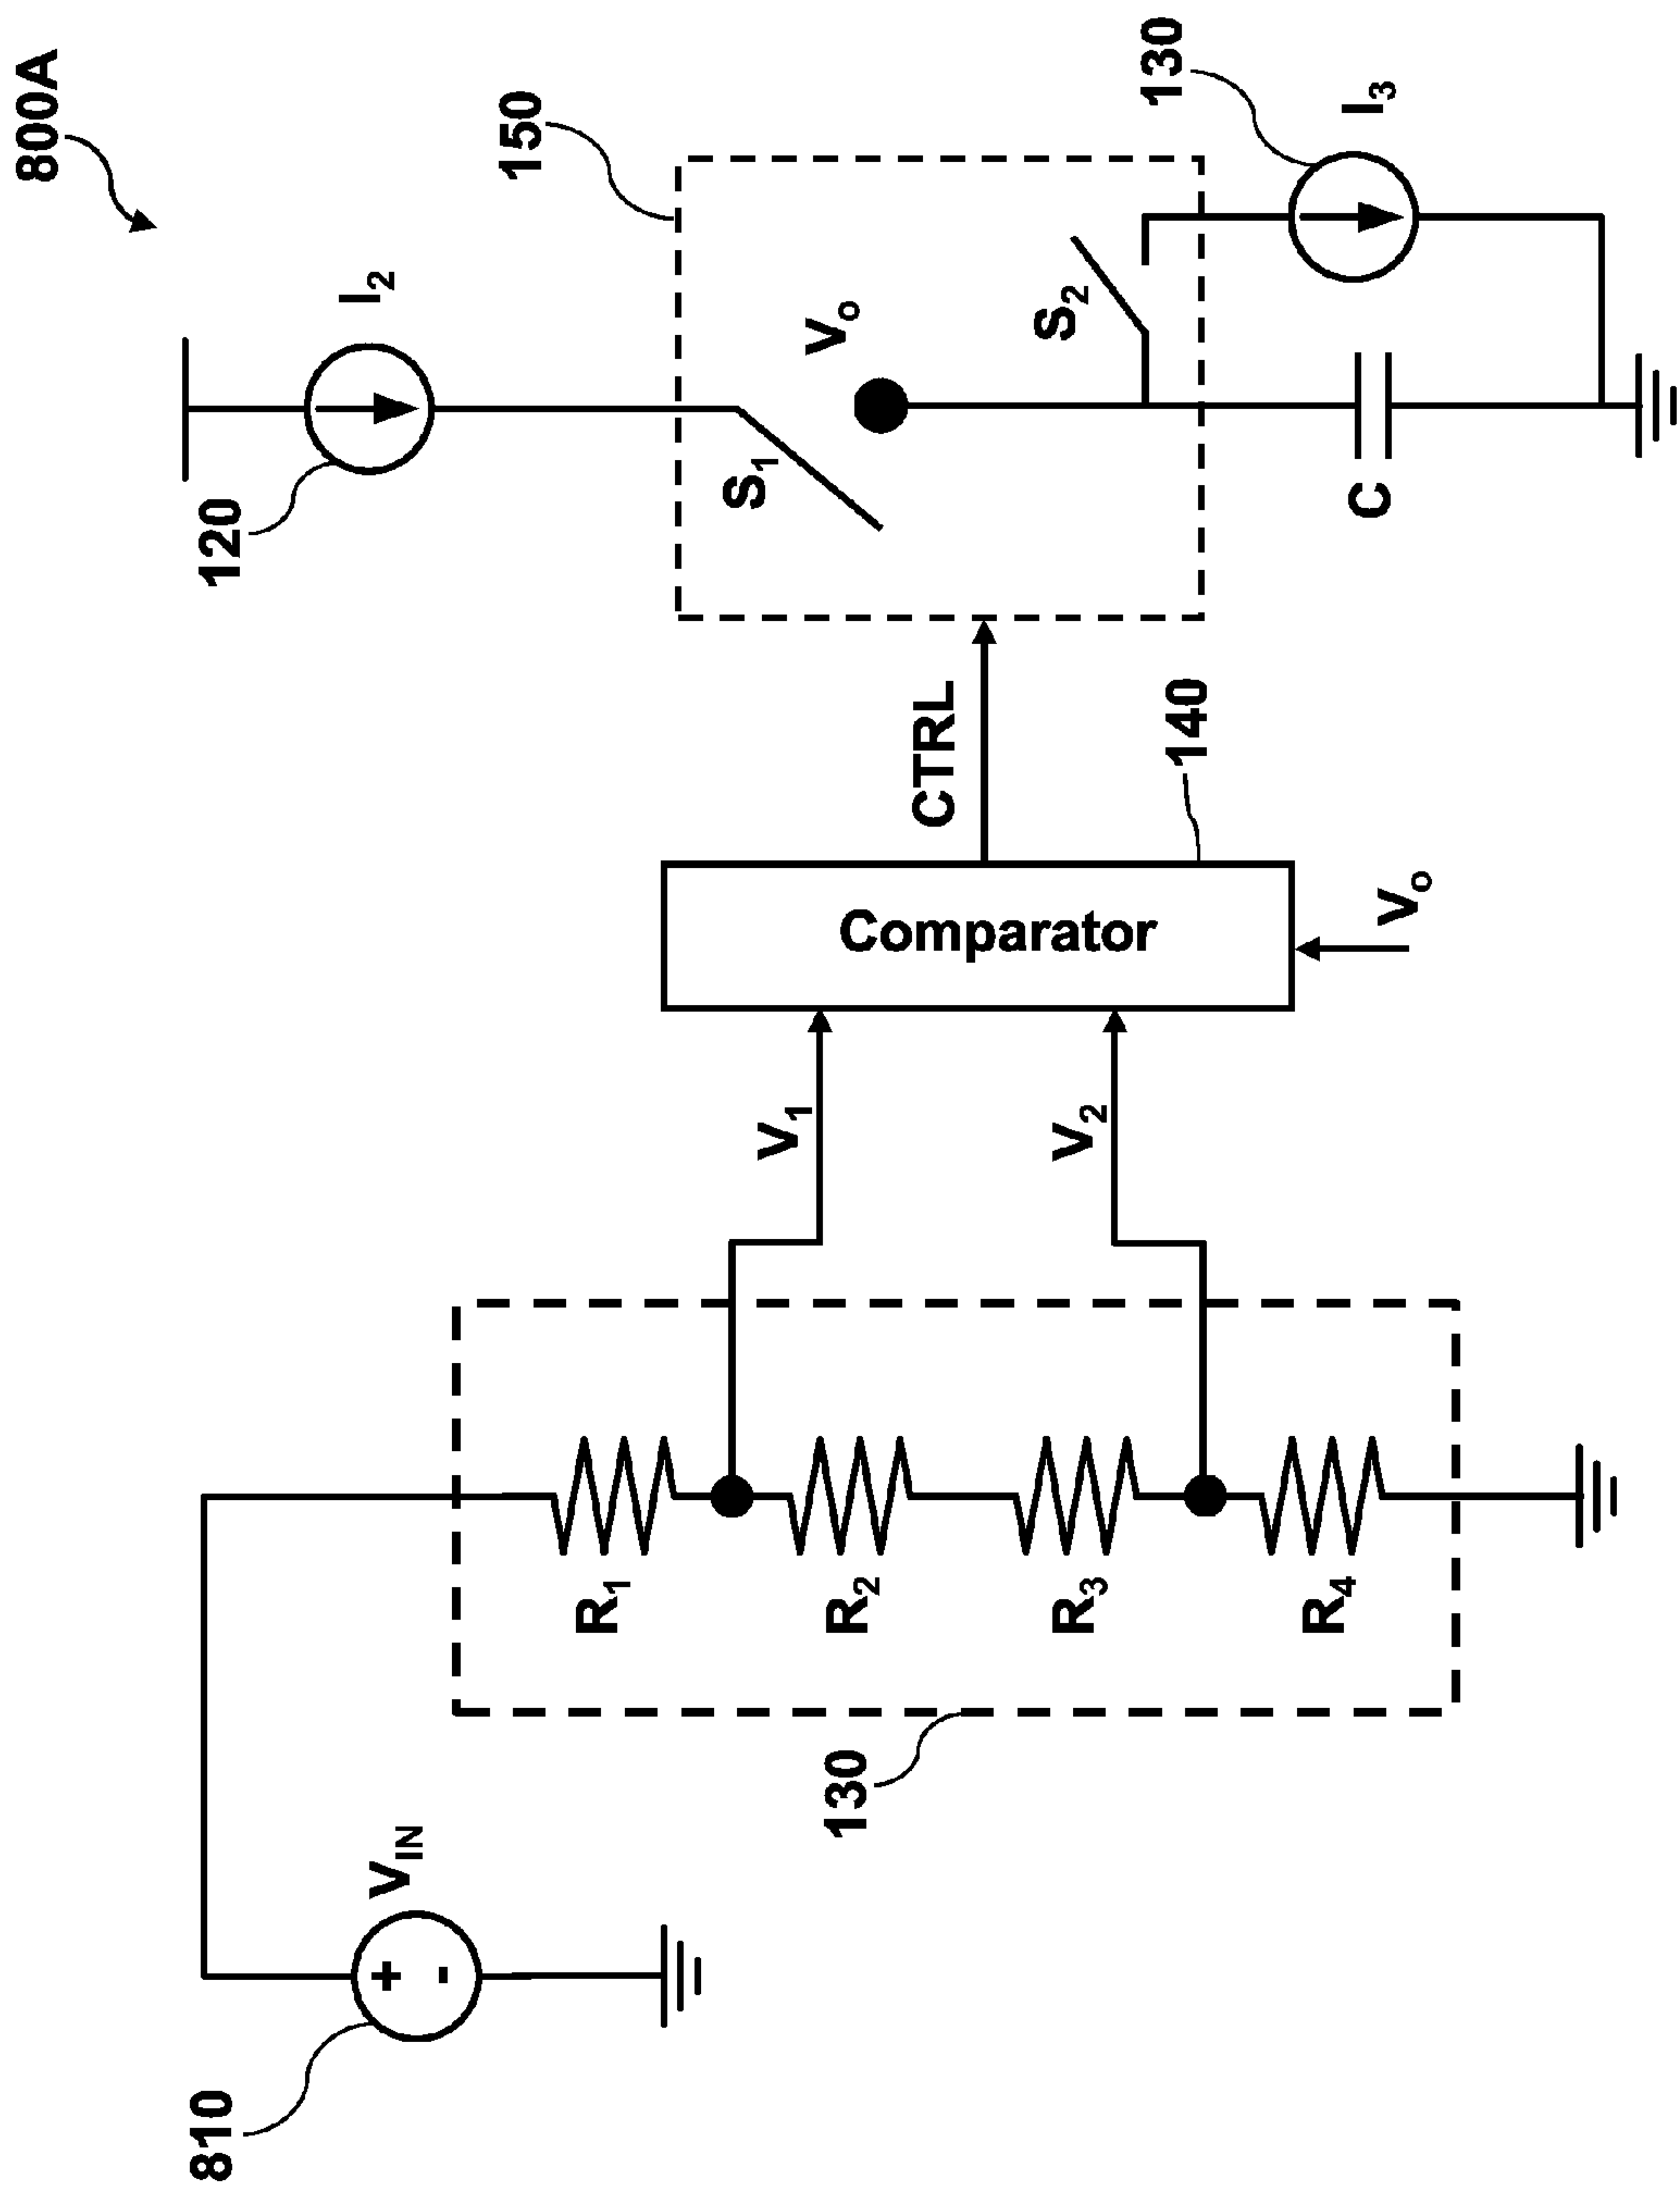 800A
I2
120
150
130
I3
S1
Vo
S2
C
CTRL
140
Comparator
Vo
V1
V2
R1
R2
R3
R4
130
VIN
+
-
810